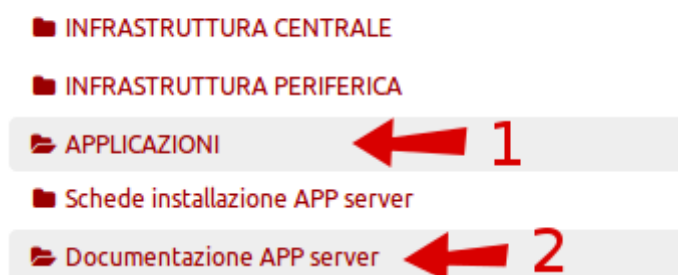 INFRASTRUTTURA CENTRALE
INFRASTRUTTURA PERIFERICA
APPLICAZIONI 1
Schede installazione APP server
Documentazione APP server 2